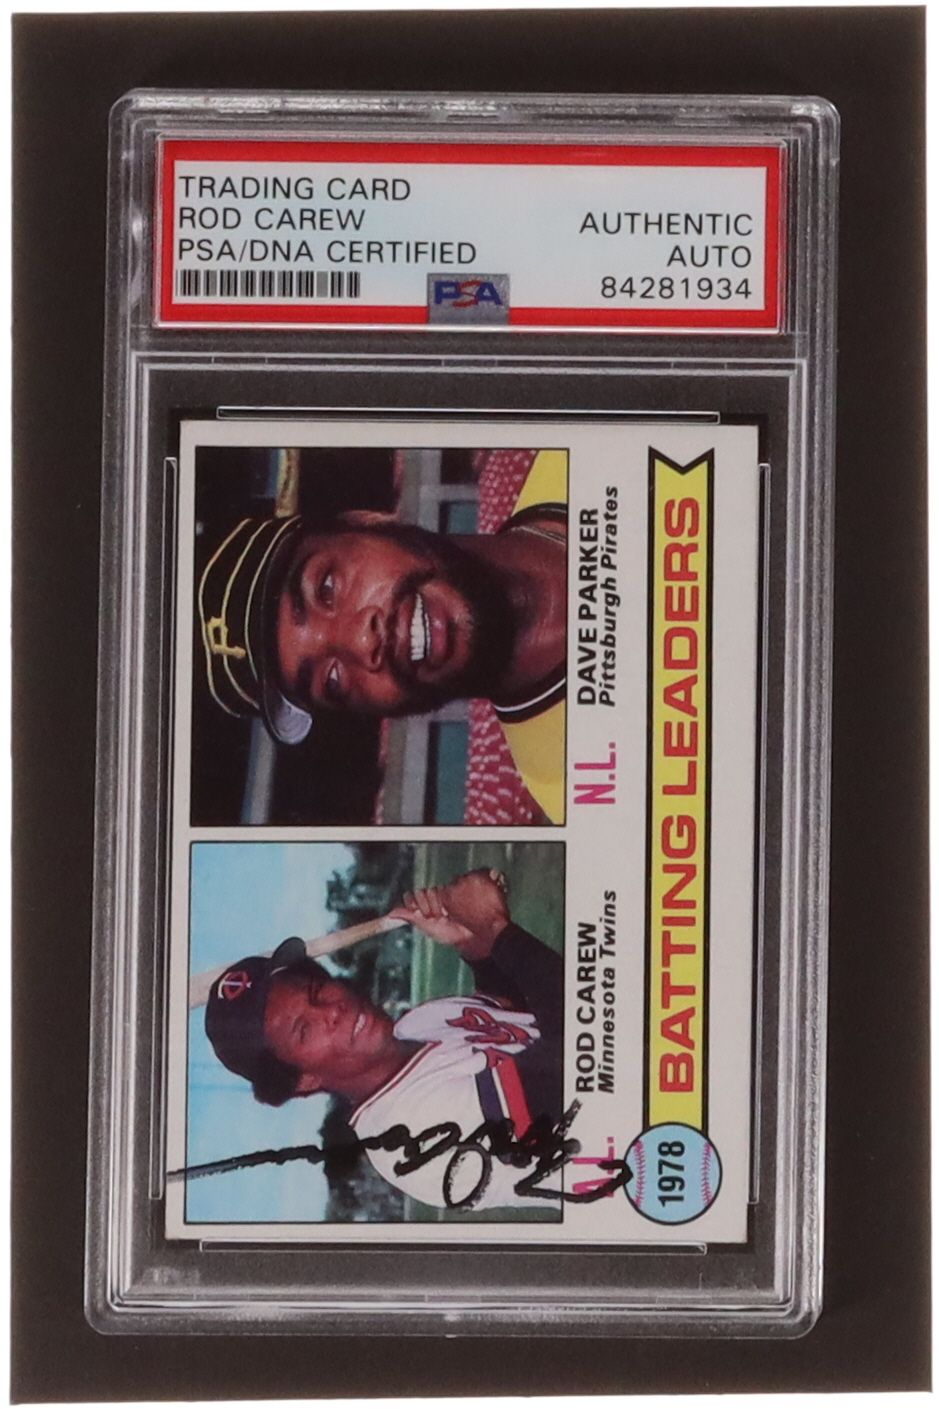 TRADING CARD
ROD CAREW
PSA/DNA CERTIFIED
AUTHENTIC
AUTO
84281934
PSA
P
DAVE PARKER
Pittsburgh Pirates
N.L.
ROD CAREW
Minnesota Twins
A.L.
1978
BATTING LEADERS